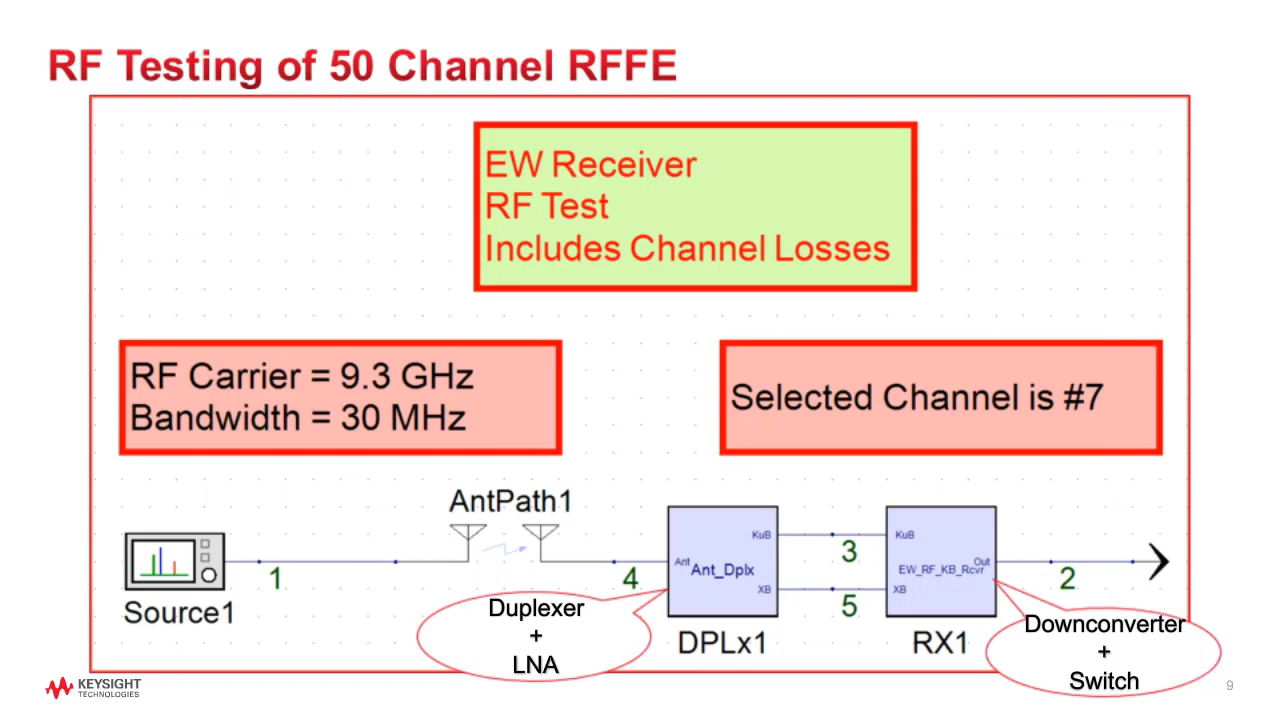 RF Testing of 50 Channel RFFE
EW Receiver
RF Test
Includes Channel Losses
RF Carrier = 9.3 GHz
Bandwidth = 30 MHz
Selected Channel is #7
AntPath1
Source1
1
4
Ant
Ant_Dplx
KuB
XB
DPLx1
3
5
KuB
EW_RF_KB_Rcvr
Out
XB
RX1
2
Duplexer
+
LNA
Downconverter
+
Switch
KEYSIGHT
TECHNOLOGIES
9